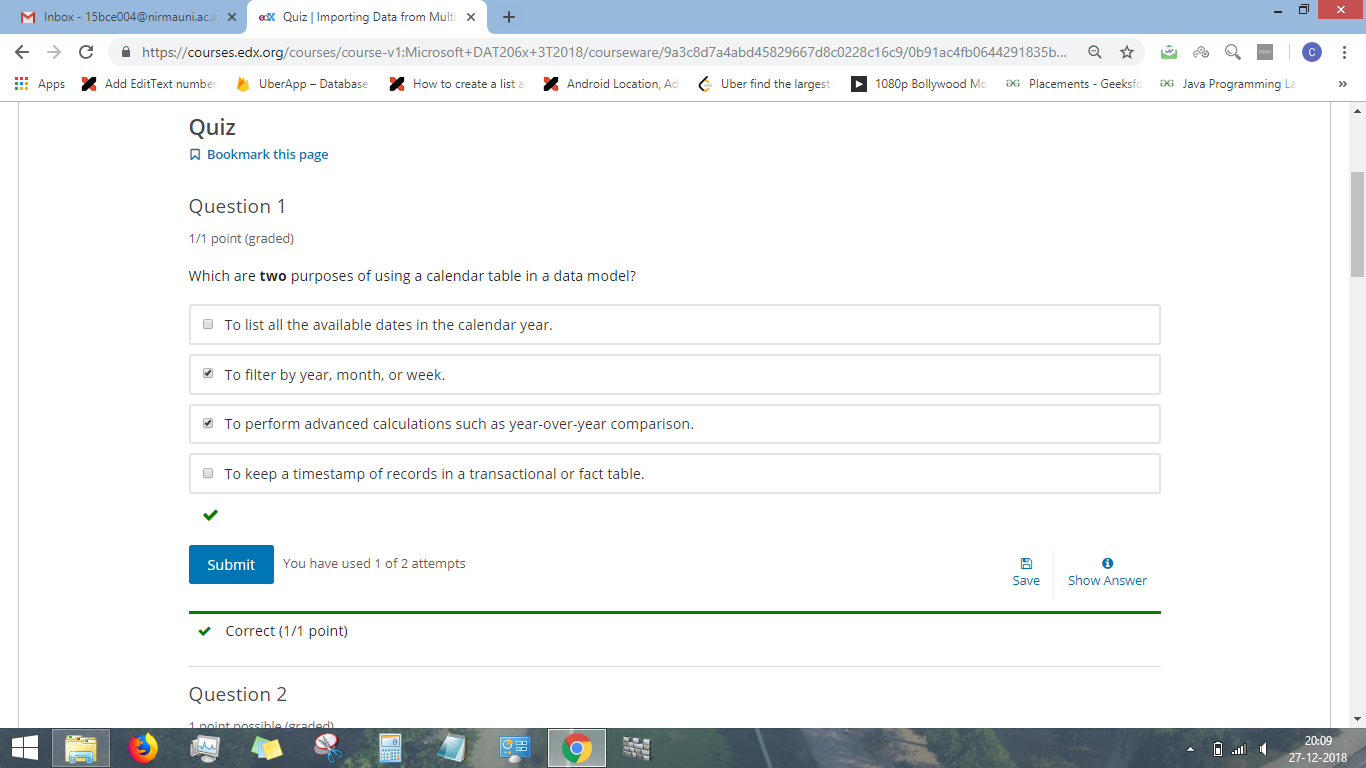 Inbox - 15bce004@nirmauni.ac.in
edX Quiz | Importing Data from Multi
https://courses.edx.org/courses/course-v1:Microsoft+DAT206x+3T2018/courseware/9a3c8d7a4abd45829667d8c0228c16c9/0b91ac4fb0644291835b...
C
Apps
Add EditText number
UberApp – Database
How to create a list a
Android Location, Ad
Uber find the largest
1080p Bollywood Mo
Placements - Geeksfo
Java Programming La
»
Quiz
Bookmark this page
Question 1
1/1 point (graded)
Which are two purposes of using a calendar table in a data model?
To list all the available dates in the calendar year.
To filter by year, month, or week.
To perform advanced calculations such as year-over-year comparison.
To keep a timestamp of records in a transactional or fact table.
Submit
You have used 1 of 2 attempts
Save
Show Answer
Correct (1/1 point)
Question 2
1 point possible (graded)
20:09
27-12-2018